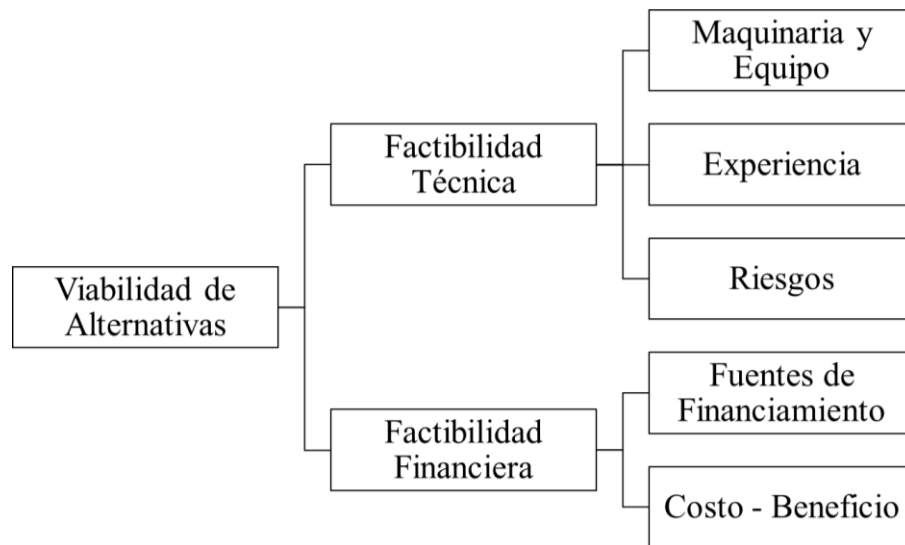 Maquinaria y
Equipo
Factibilidad
Técnica
Experiencia
Riesgos
Viabilidad de
Alternativas
Fuentes de
Financiamiento
Factibilidad
Financiera
Costo - Beneficio